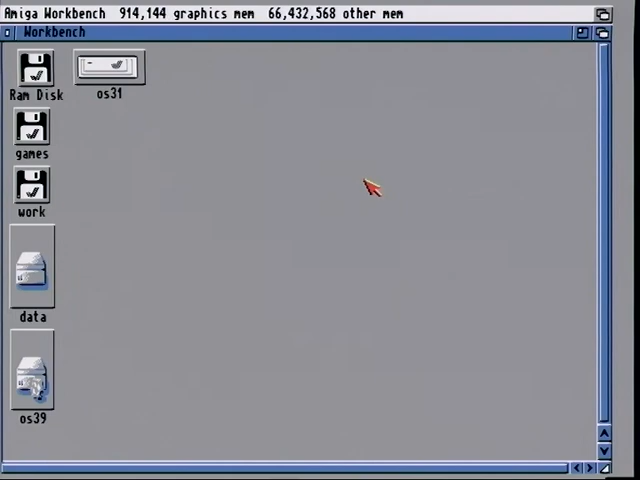 Amiga Workbench  914,144 graphics mem  66,432,568 other mem
Workbench
Ram Disk
os31
games
work
data
os39